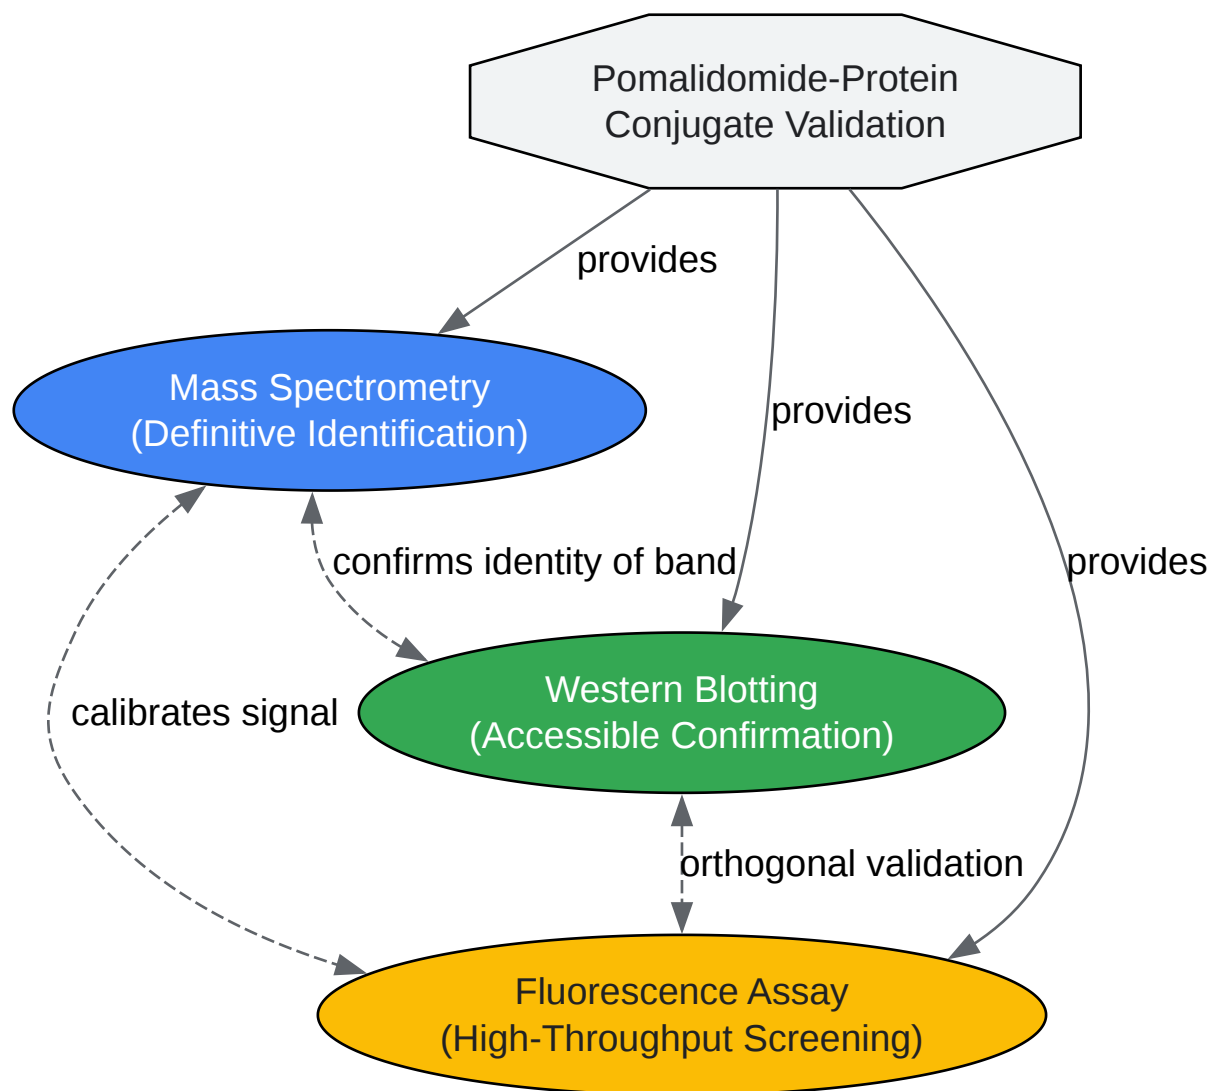 Pomalidomide-Protein
Conjugate Validation
provides
Mass Spectrometry
(Definitive Identification)
provides
confirms identity of band
provides
Western Blotting
(Accessible Confirmation)
calibrates signal
orthogonal validation
Fluorescence Assay
(High-Throughput Screening)